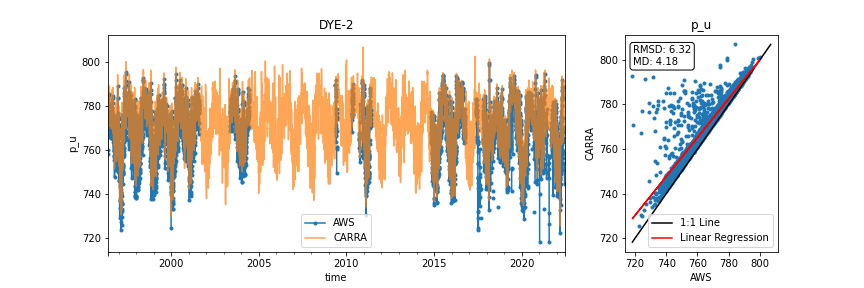 DYE-2
p_u
800
780
760
740
720
p_u
2000
2005
2010
2015
2020
time
AWS
CARRA
p_u
RMSD: 6.32
MD: 4.18
800
780
760
740
720
CARRA
1:1 Line
Linear Regression
720
740
760
780
800
AWS